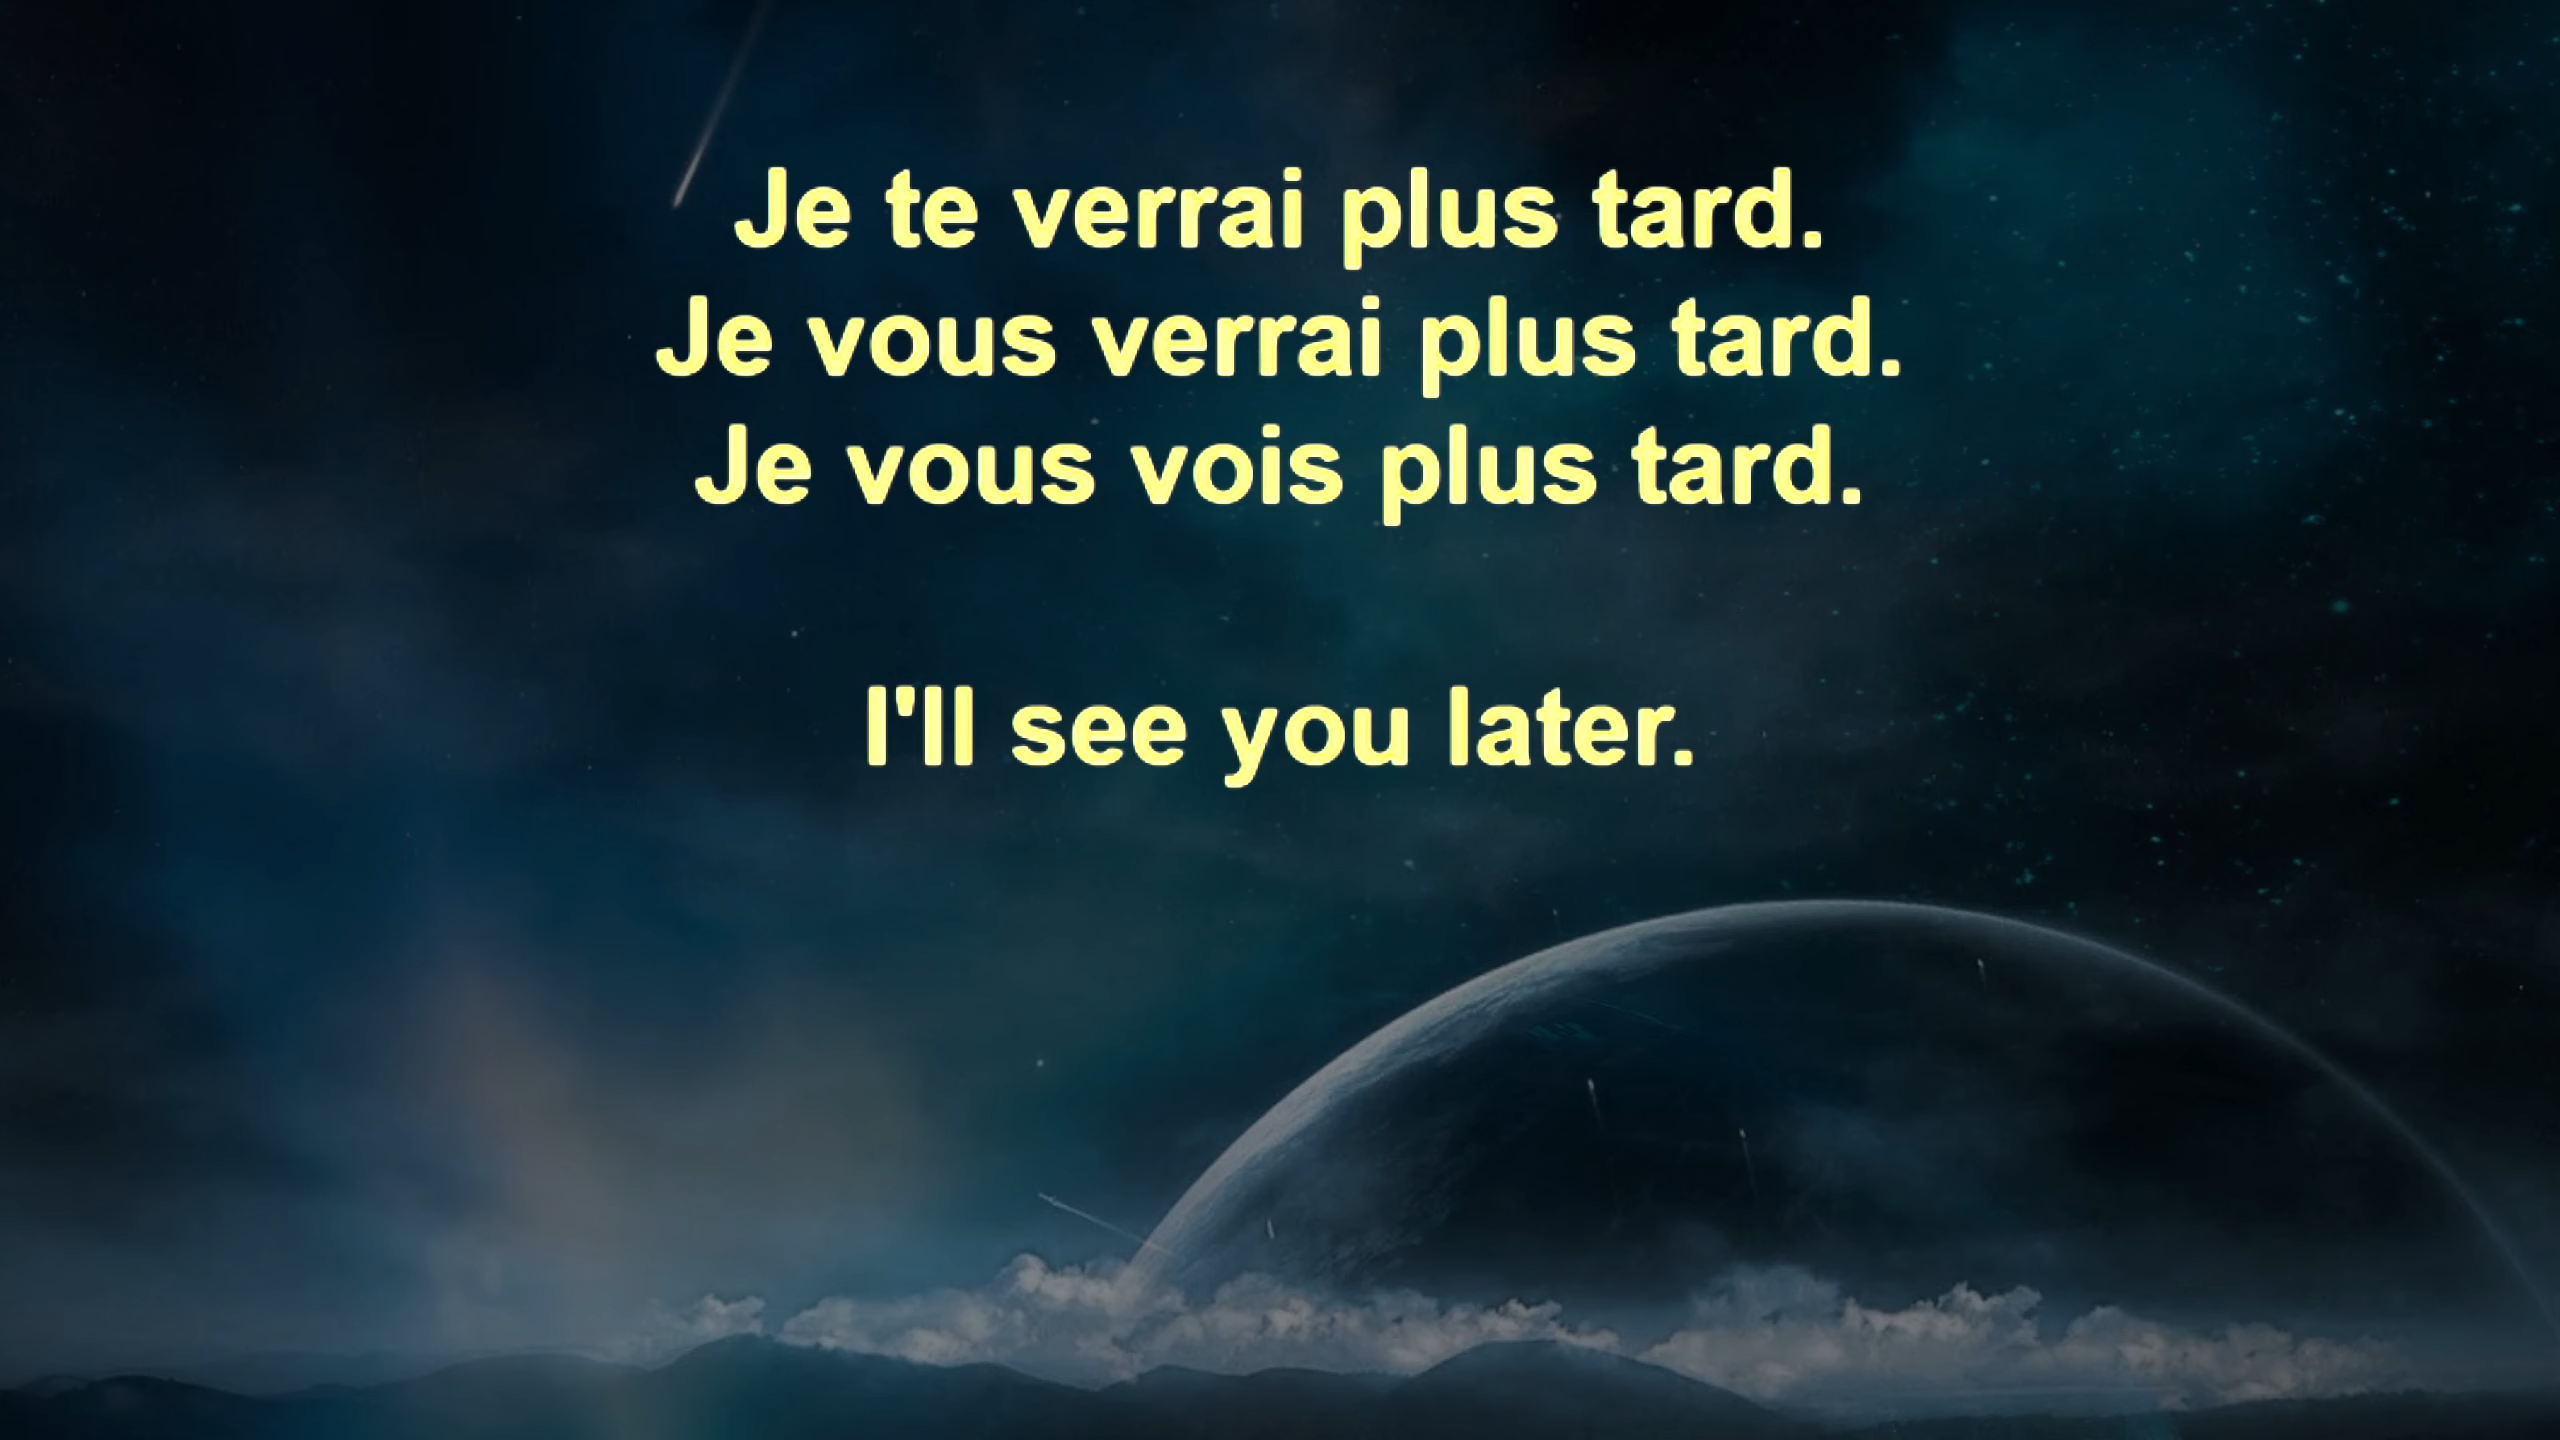 Je te verrai plus tard.
Je vous verrai plus tard.
Je vous vois plus tard.
I'll see you later.